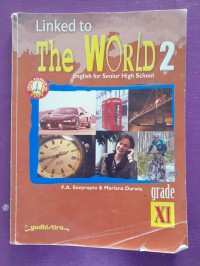 Linked to
The WORLD 2
English for Senior High School
F.A. Soeprapto & Mariana Darwis
grade
XI
yudhistira